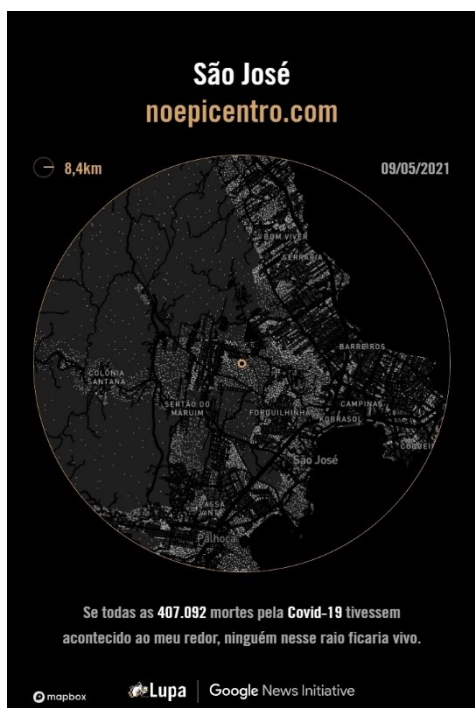 São José
noepicentro.com
8,4km
09/05/2021
BOM VIVER
SERRARIA
BARREIROS
COLÔNIA
SANTANA
SERTÃO DO
MARUIM
FORQUILHINHA
CAMPINAS
KOBRASOL
São José
Palhoça
Se todas as 407.092 mortes pela Covid-19 tivessem
acontecido ao meu redor, ninguém nesse raio ficaria vivo.
mapbox
Lupa
Google News Initiative